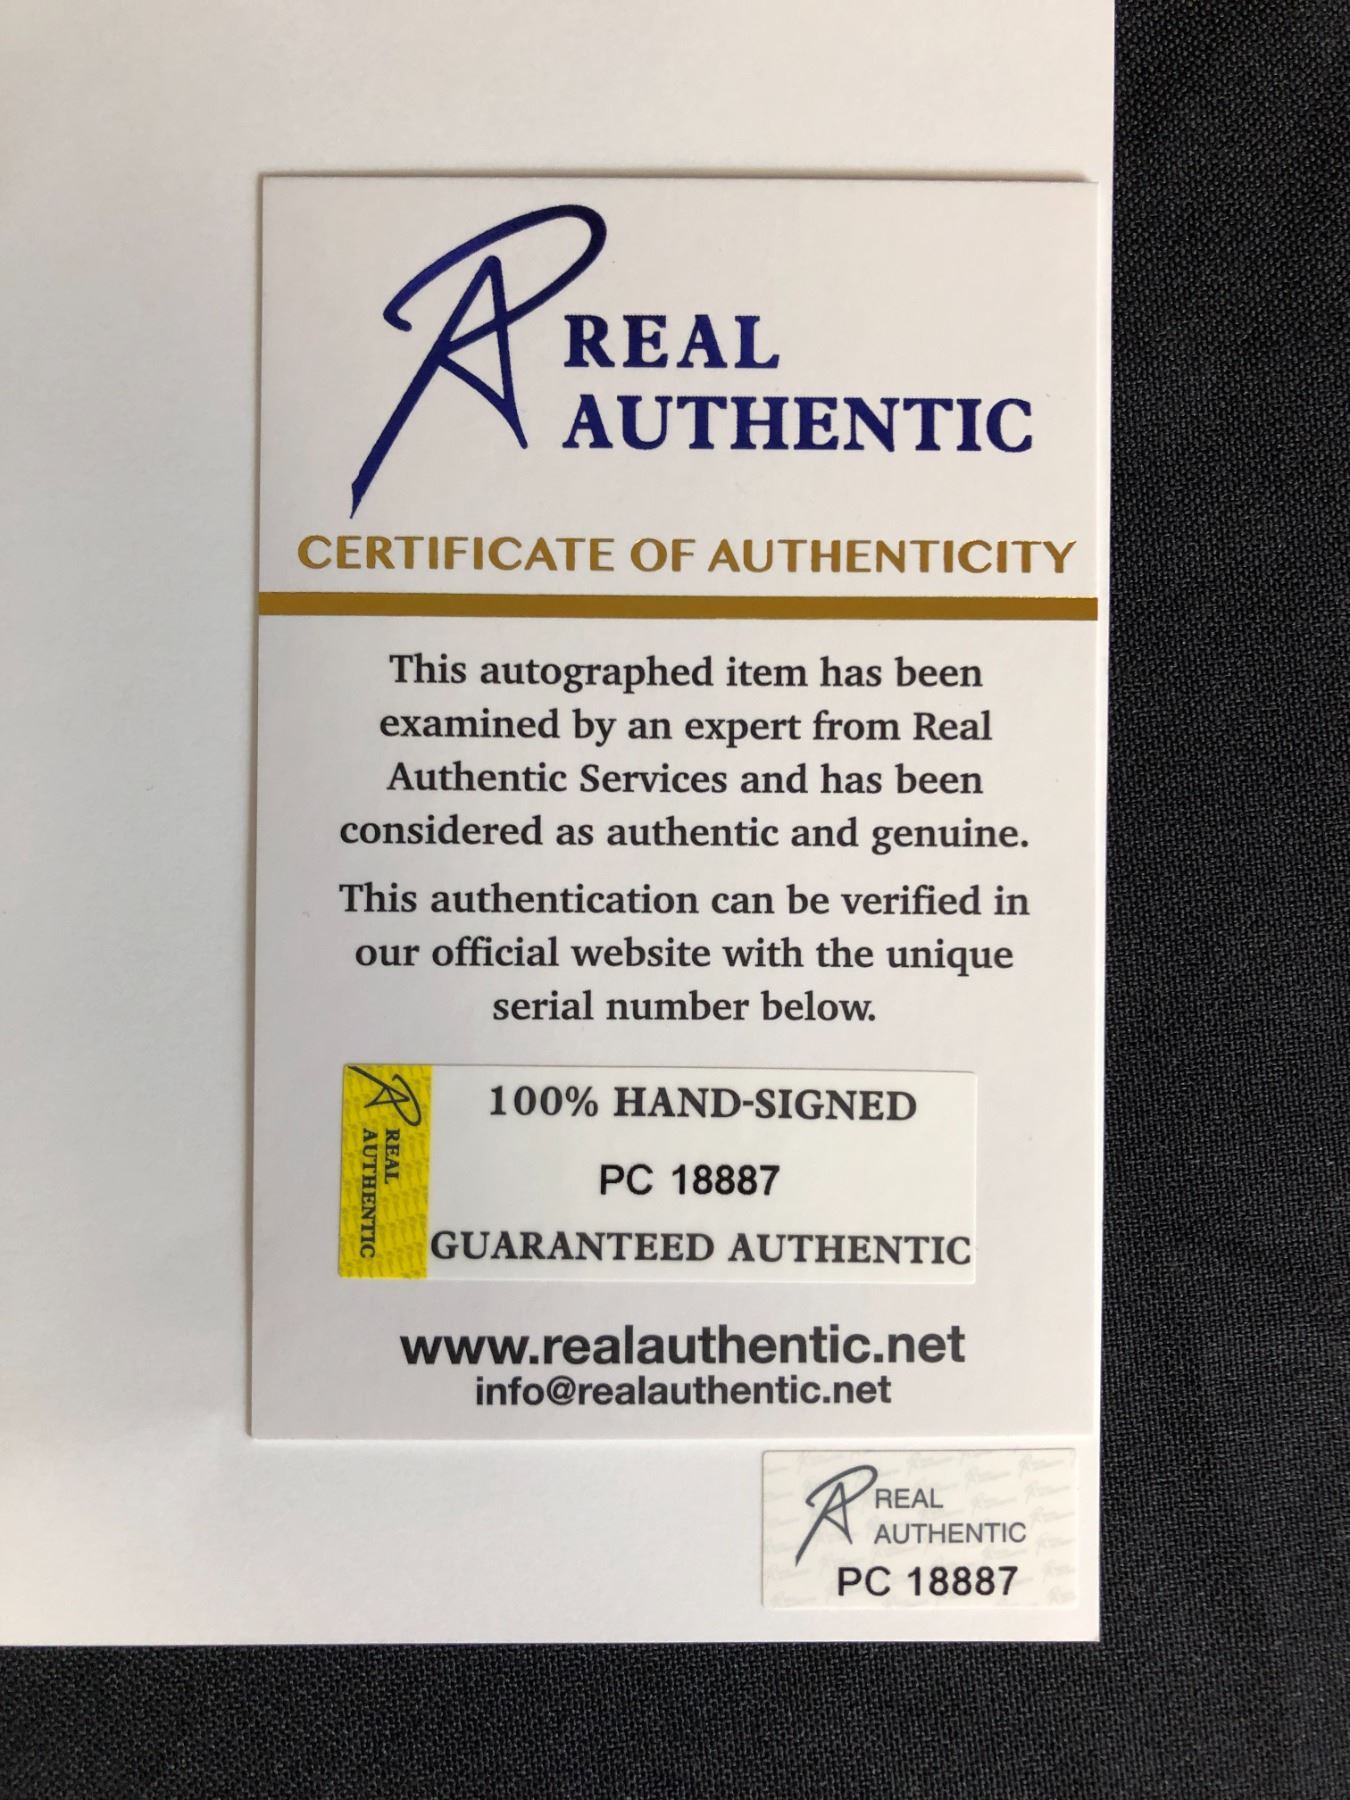 REAL
AUTHENTIC
CERTIFICATE OF AUTHENTICITY
This autographed item has been
examined by an expert from Real
Authentic Services and has been
considered as authentic and genuine.
This authentication can be verified in
our official website with the unique
serial number below.
REAL
AUTHENTIC
100% HAND-SIGNED
PC 18887
GUARANTEED AUTHENTIC
www.realauthentic.net
info@realauthentic.net
REAL
AUTHENTIC
PC 18887